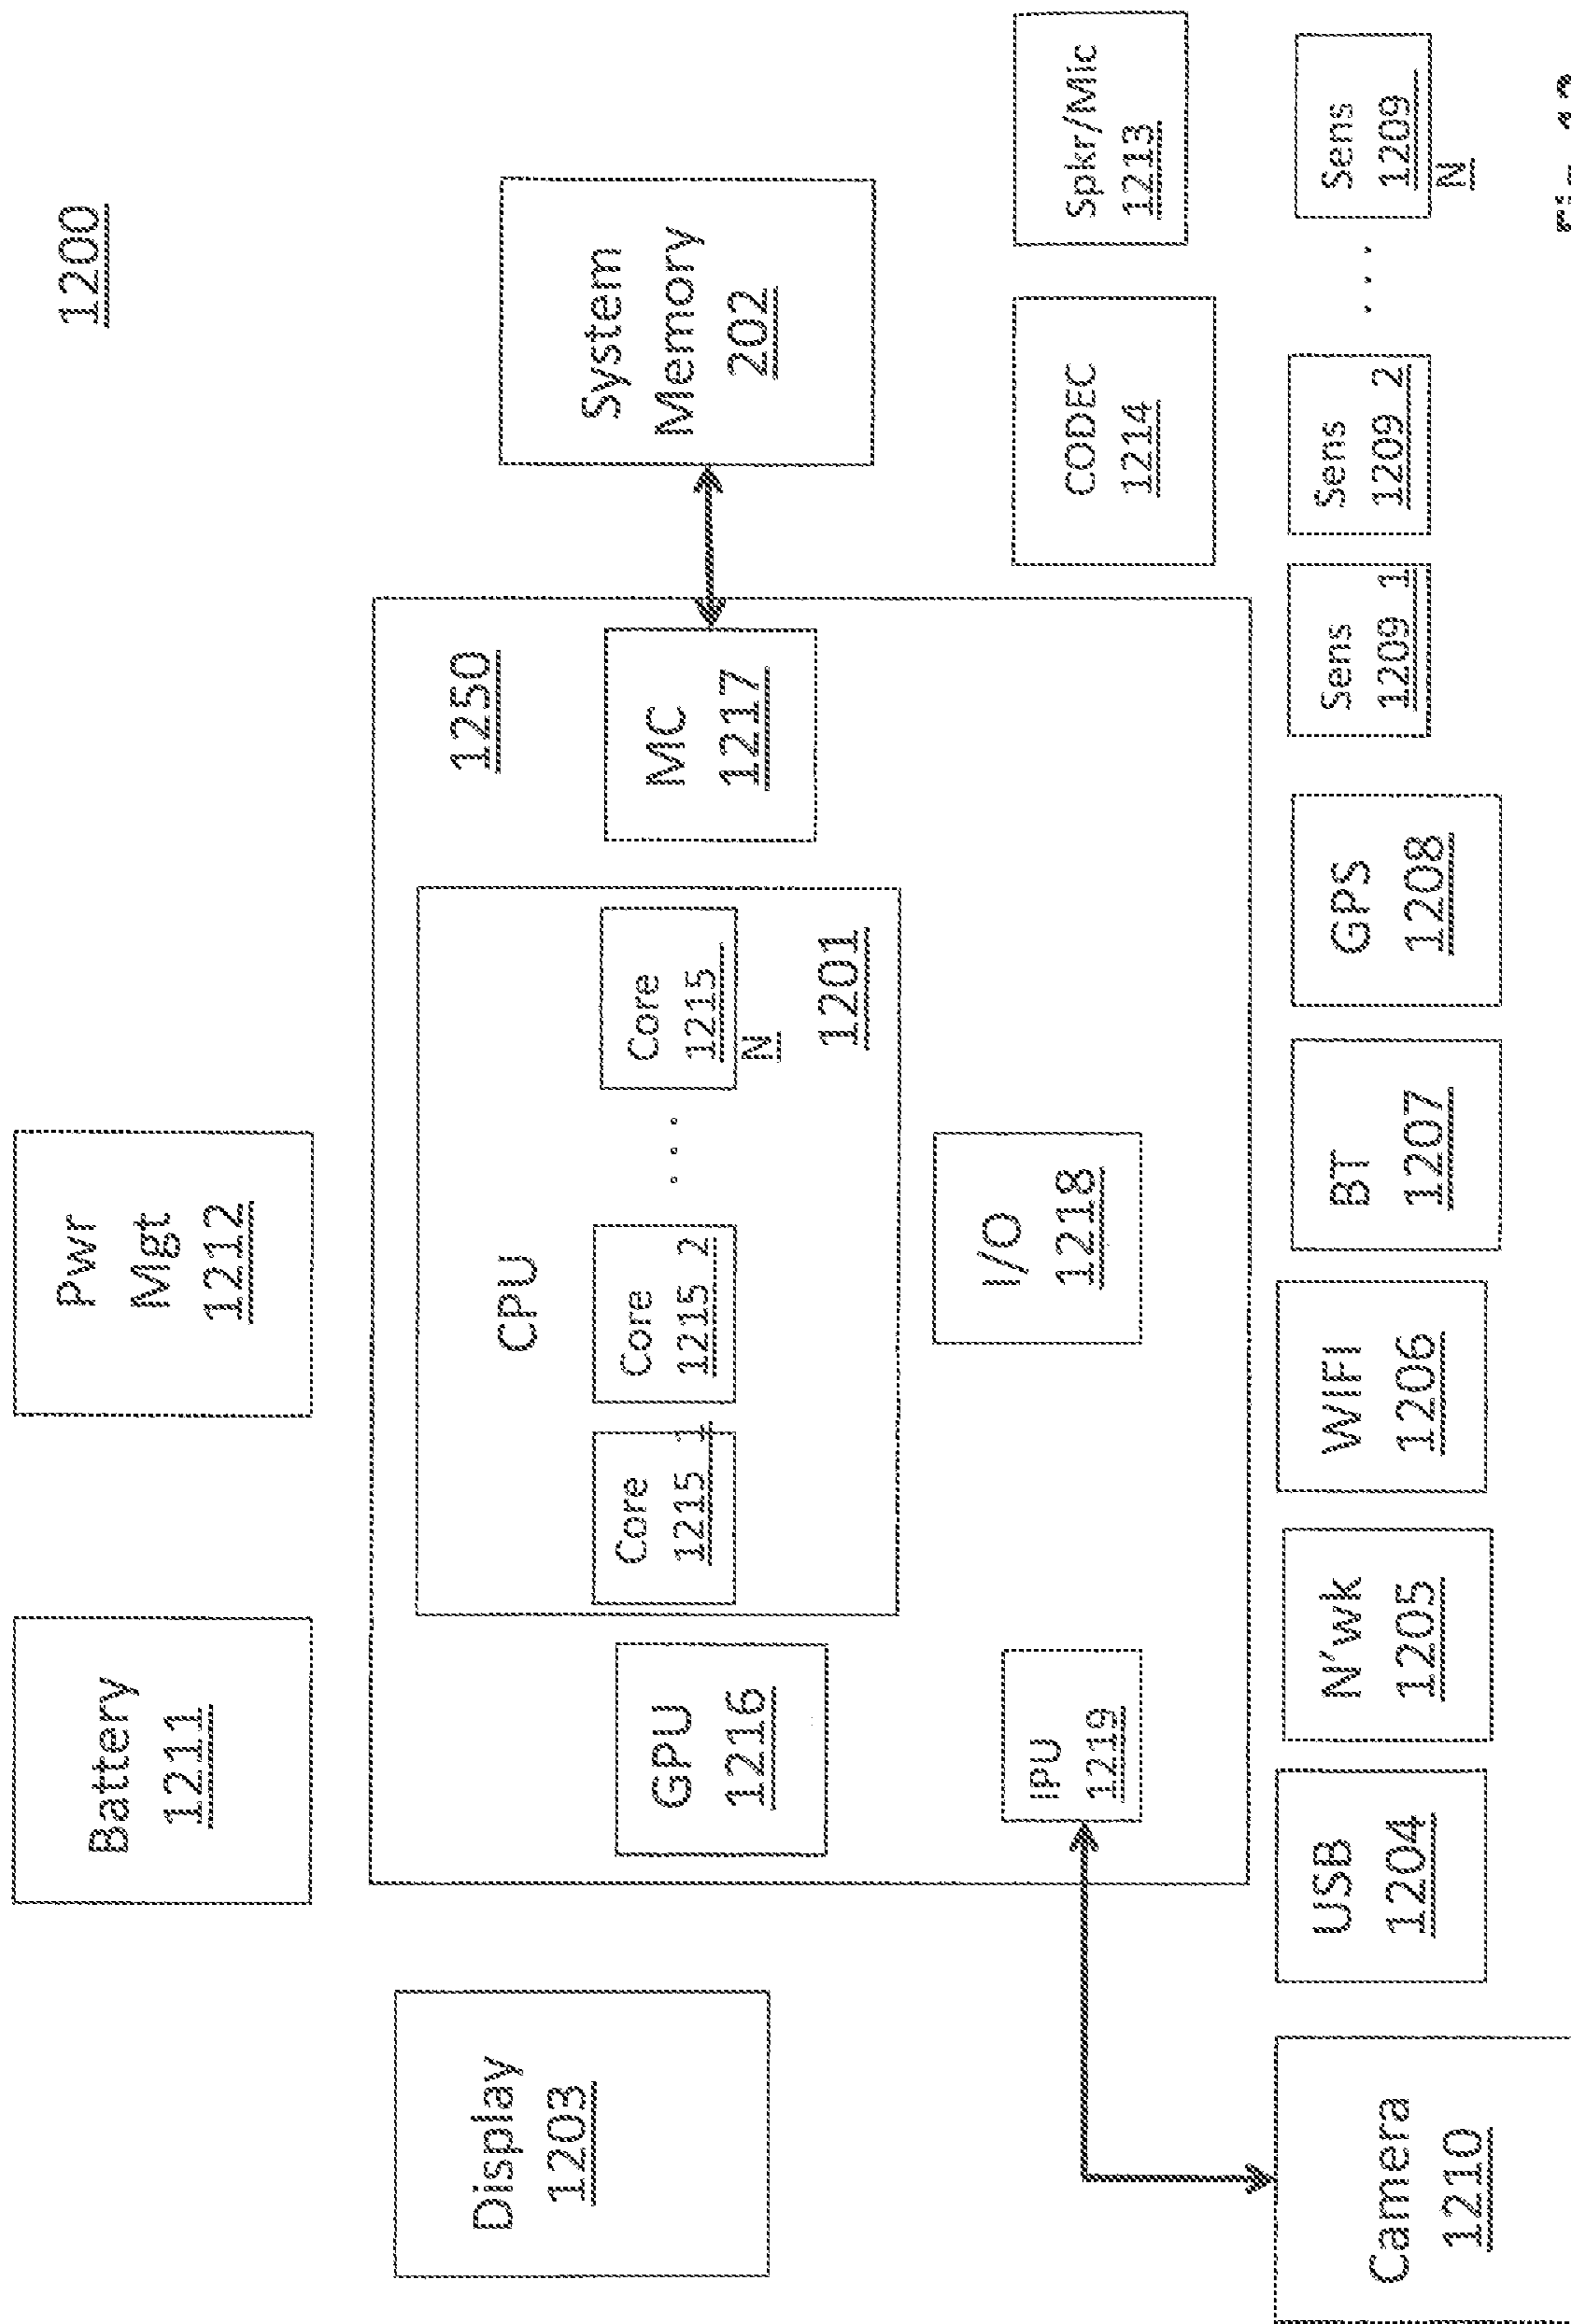 1200
Battery
1211
Pwr
Mgt
1212
Display
1203
1250
CPU
Core
1215_1
Core
1215_2
. . .
Core
1215_
N
1201
GPU
1216
MC
1217
System
Memory
202
IPU
1219
I/O
1218
CODEC
1214
Spkr/Mic
1213
Camera
1210
USB
1204
N'wk
1205
WIFI
1206
BT
1207
GPS
1208
Sens
1209_1
Sens
1209_2
. . .
Sens
1209_
N